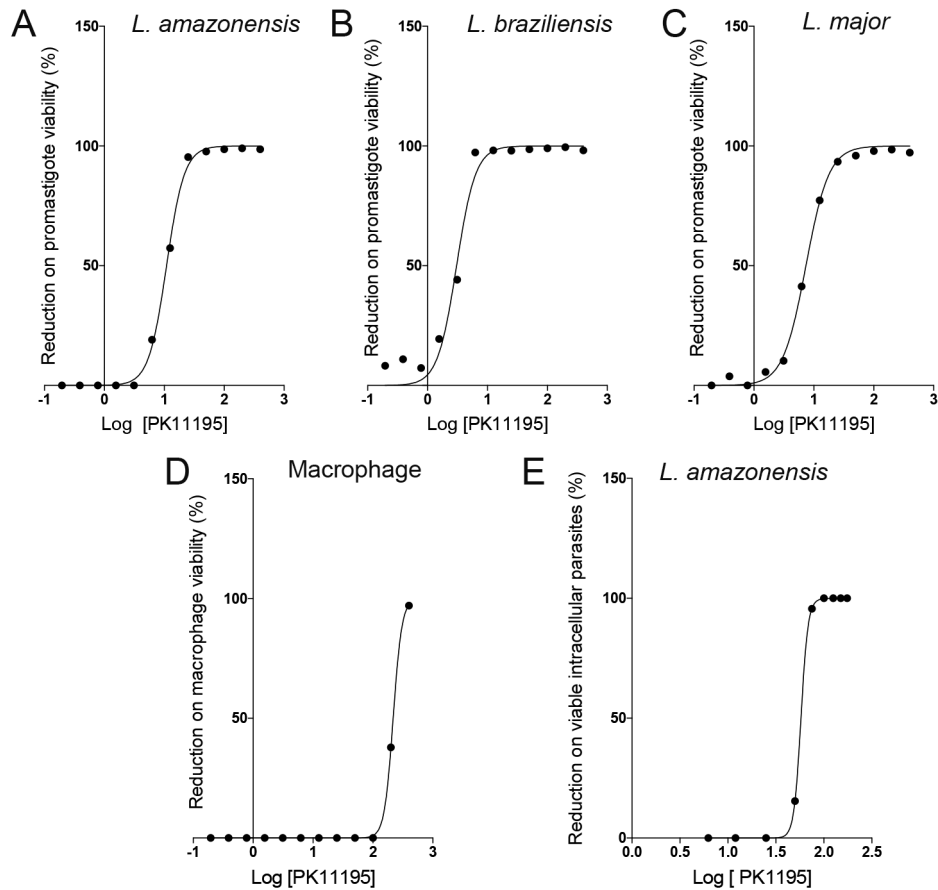 A
L. amazonensis
Reduction on promastigote viability (%)
150
100
50
-1 0 1 2 3
Log [PK11195]
B
L. braziliensis
Reduction on promastigote viability (%)
150
100
50
-1 0 1 2 3
Log [PK11195]
C
L. major
Reduction on promastigote viability (%)
150
100
50
-1 0 1 2 3
Log [PK11195]
D
Macrophage
Reduction on macrophage viability (%)
150
100
50
-1 0 1 2 3
Log [PK11195]
E
L. amazonensis
Reduction on viable intracellular parasites (%)
150
100
50
0
0.0 0.5 1.0 1.5 2.0 2.5
Log [ PK1195]